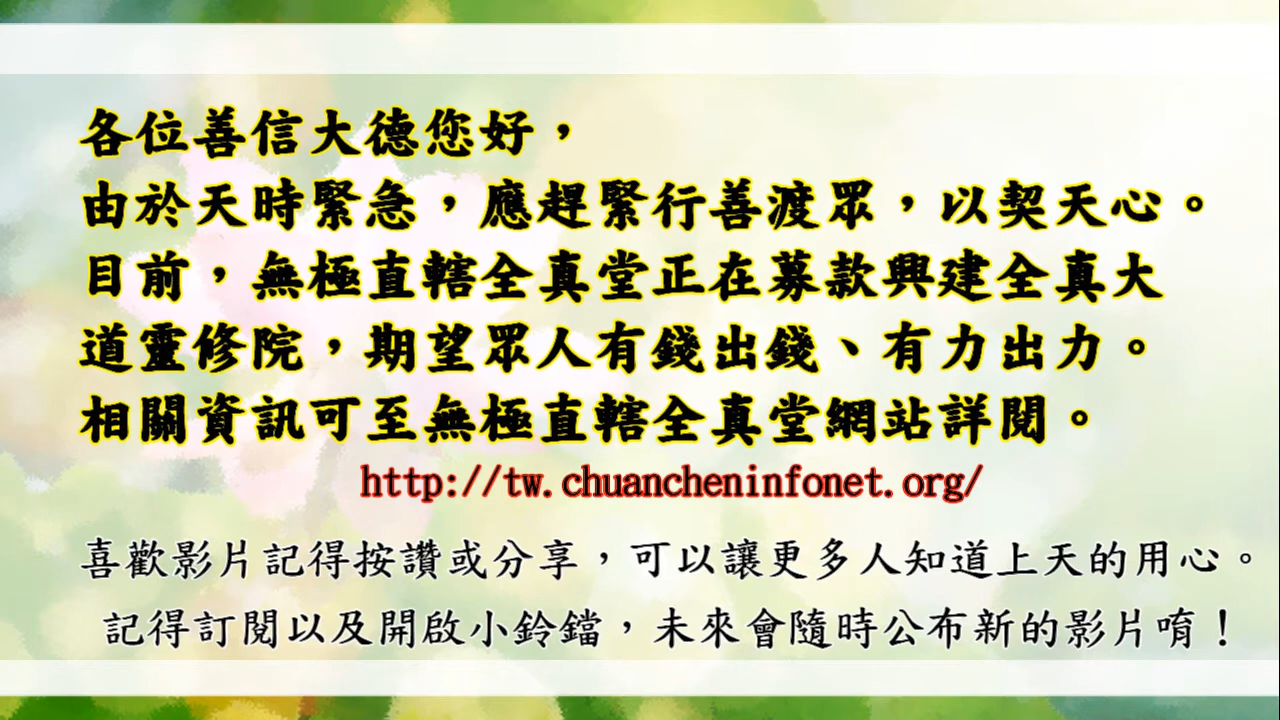 各位善信大德您好，
由於天時緊急，應趕緊行善渡眾，以契天心。
目前，無極直轄全真堂正在募款興建全真大
道靈修院，期望眾人有錢出錢、有力出力。
相關資訊可至無極直轄全真堂網站詳閱。
http://tw.chuancheninfonet.org/
喜歡影片記得按讚或分享，可以讓更多人知道上天的用心。
記得訂閱以及開啟小鈴鐺，未來會隨時公布新的影片唷！